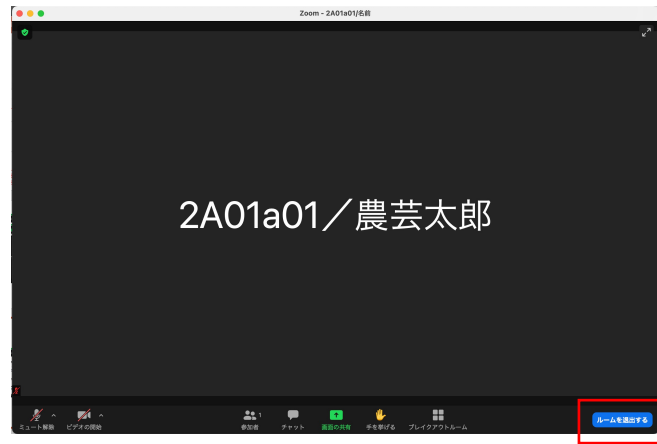 Zoom - 2A01a01/名前
2A01a01／農芸太郎
ミュート解除
ビデオの開始
1
参加者
チャット
画面の共有
手を挙げる
ブレイクアウトルーム
ルームを退出する